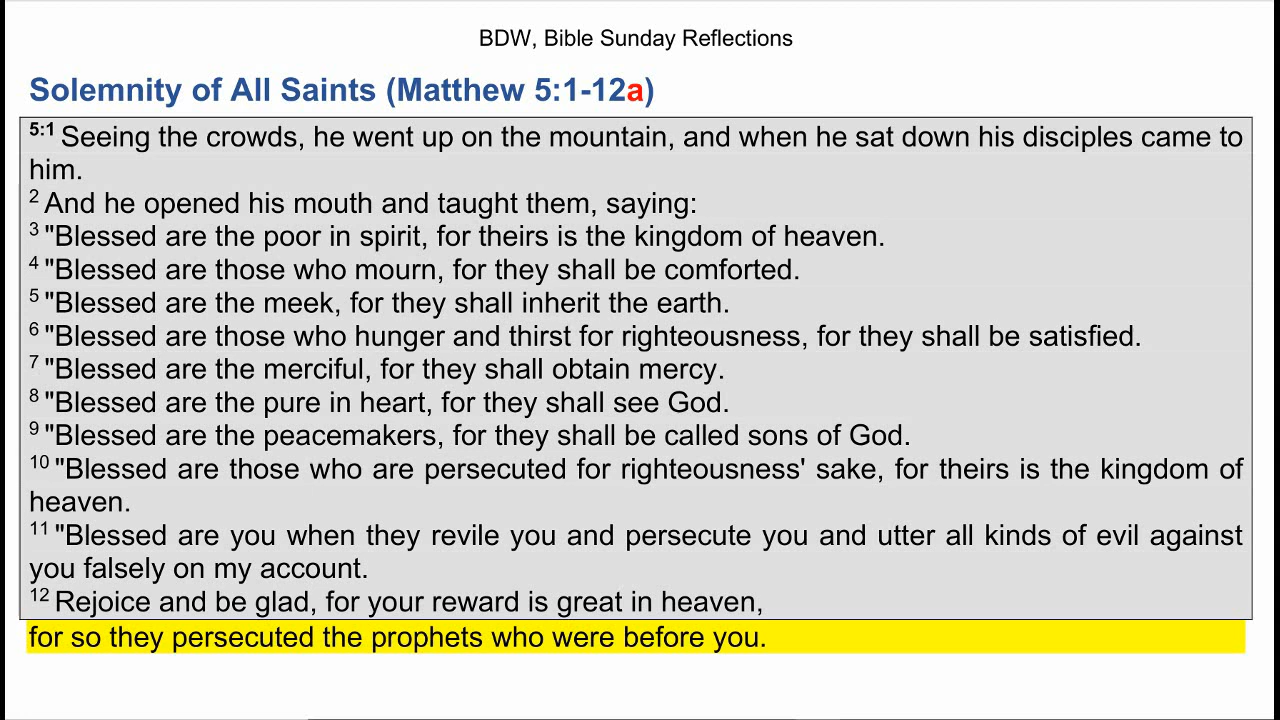 BDW, Bible Sunday Reflections
Solemnity of All Saints (Matthew 5:1-12a)
5:1 Seeing the crowds, he went up on the mountain, and when he sat down his disciples came to
him.
2 And he opened his mouth and taught them, saying:
3 "Blessed are the poor in spirit, for theirs is the kingdom of heaven.
4 "Blessed are those who mourn, for they shall be comforted.
5 "Blessed are the meek, for they shall inherit the earth.
6 "Blessed are those who hunger and thirst for righteousness, for they shall be satisfied.
7 "Blessed are the merciful, for they shall obtain mercy.
8 "Blessed are the pure in heart, for they shall see God.
9 "Blessed are the peacemakers, for they shall be called sons of God.
10 "Blessed are those who are persecuted for righteousness' sake, for theirs is the kingdom of
heaven.
11 "Blessed are you when they revile you and persecute you and utter all kinds of evil against
you falsely on my account.
12 Rejoice and be glad, for your reward is great in heaven,
for so they persecuted the prophets who were before you.